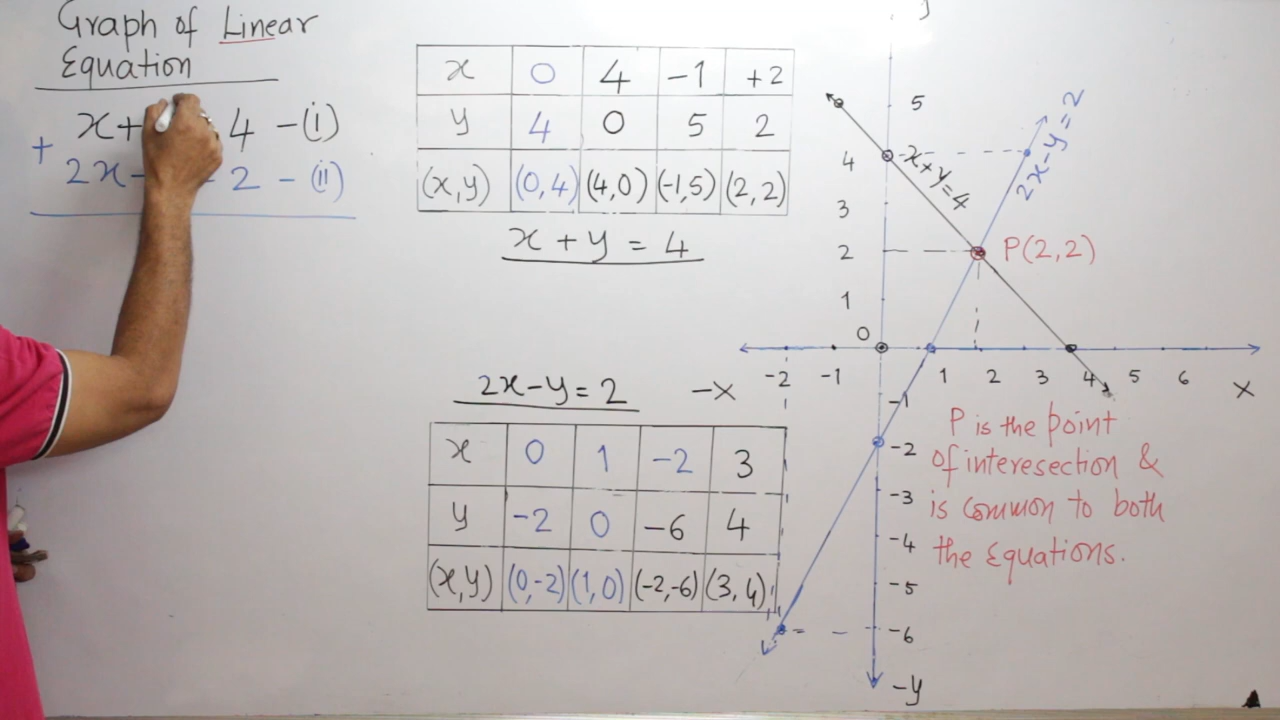 Graph of Linear
Equation
x+ 4 -(i)
+
2x- - 2 - (ii)
x 0 4 -1 +2
y 4 0 5 2
(x,y) (0,4) (4,0) (-1,5) (2,2)
x + y = 4
2x-y=2
x 0 1 -2 3
y -2 0 -6 4
(x,y) (0,-2) (1,0) (-2,-6) (3,4)
5
4
3
2
1
0
x+y=4
2x-y=2
P(2,2)
-2 -1 1 2 3 4 5 6
-x
x
-1
-2
-3
-4
-5
-6
-y
P is the point
of interesection &
is common to both
the Equations.